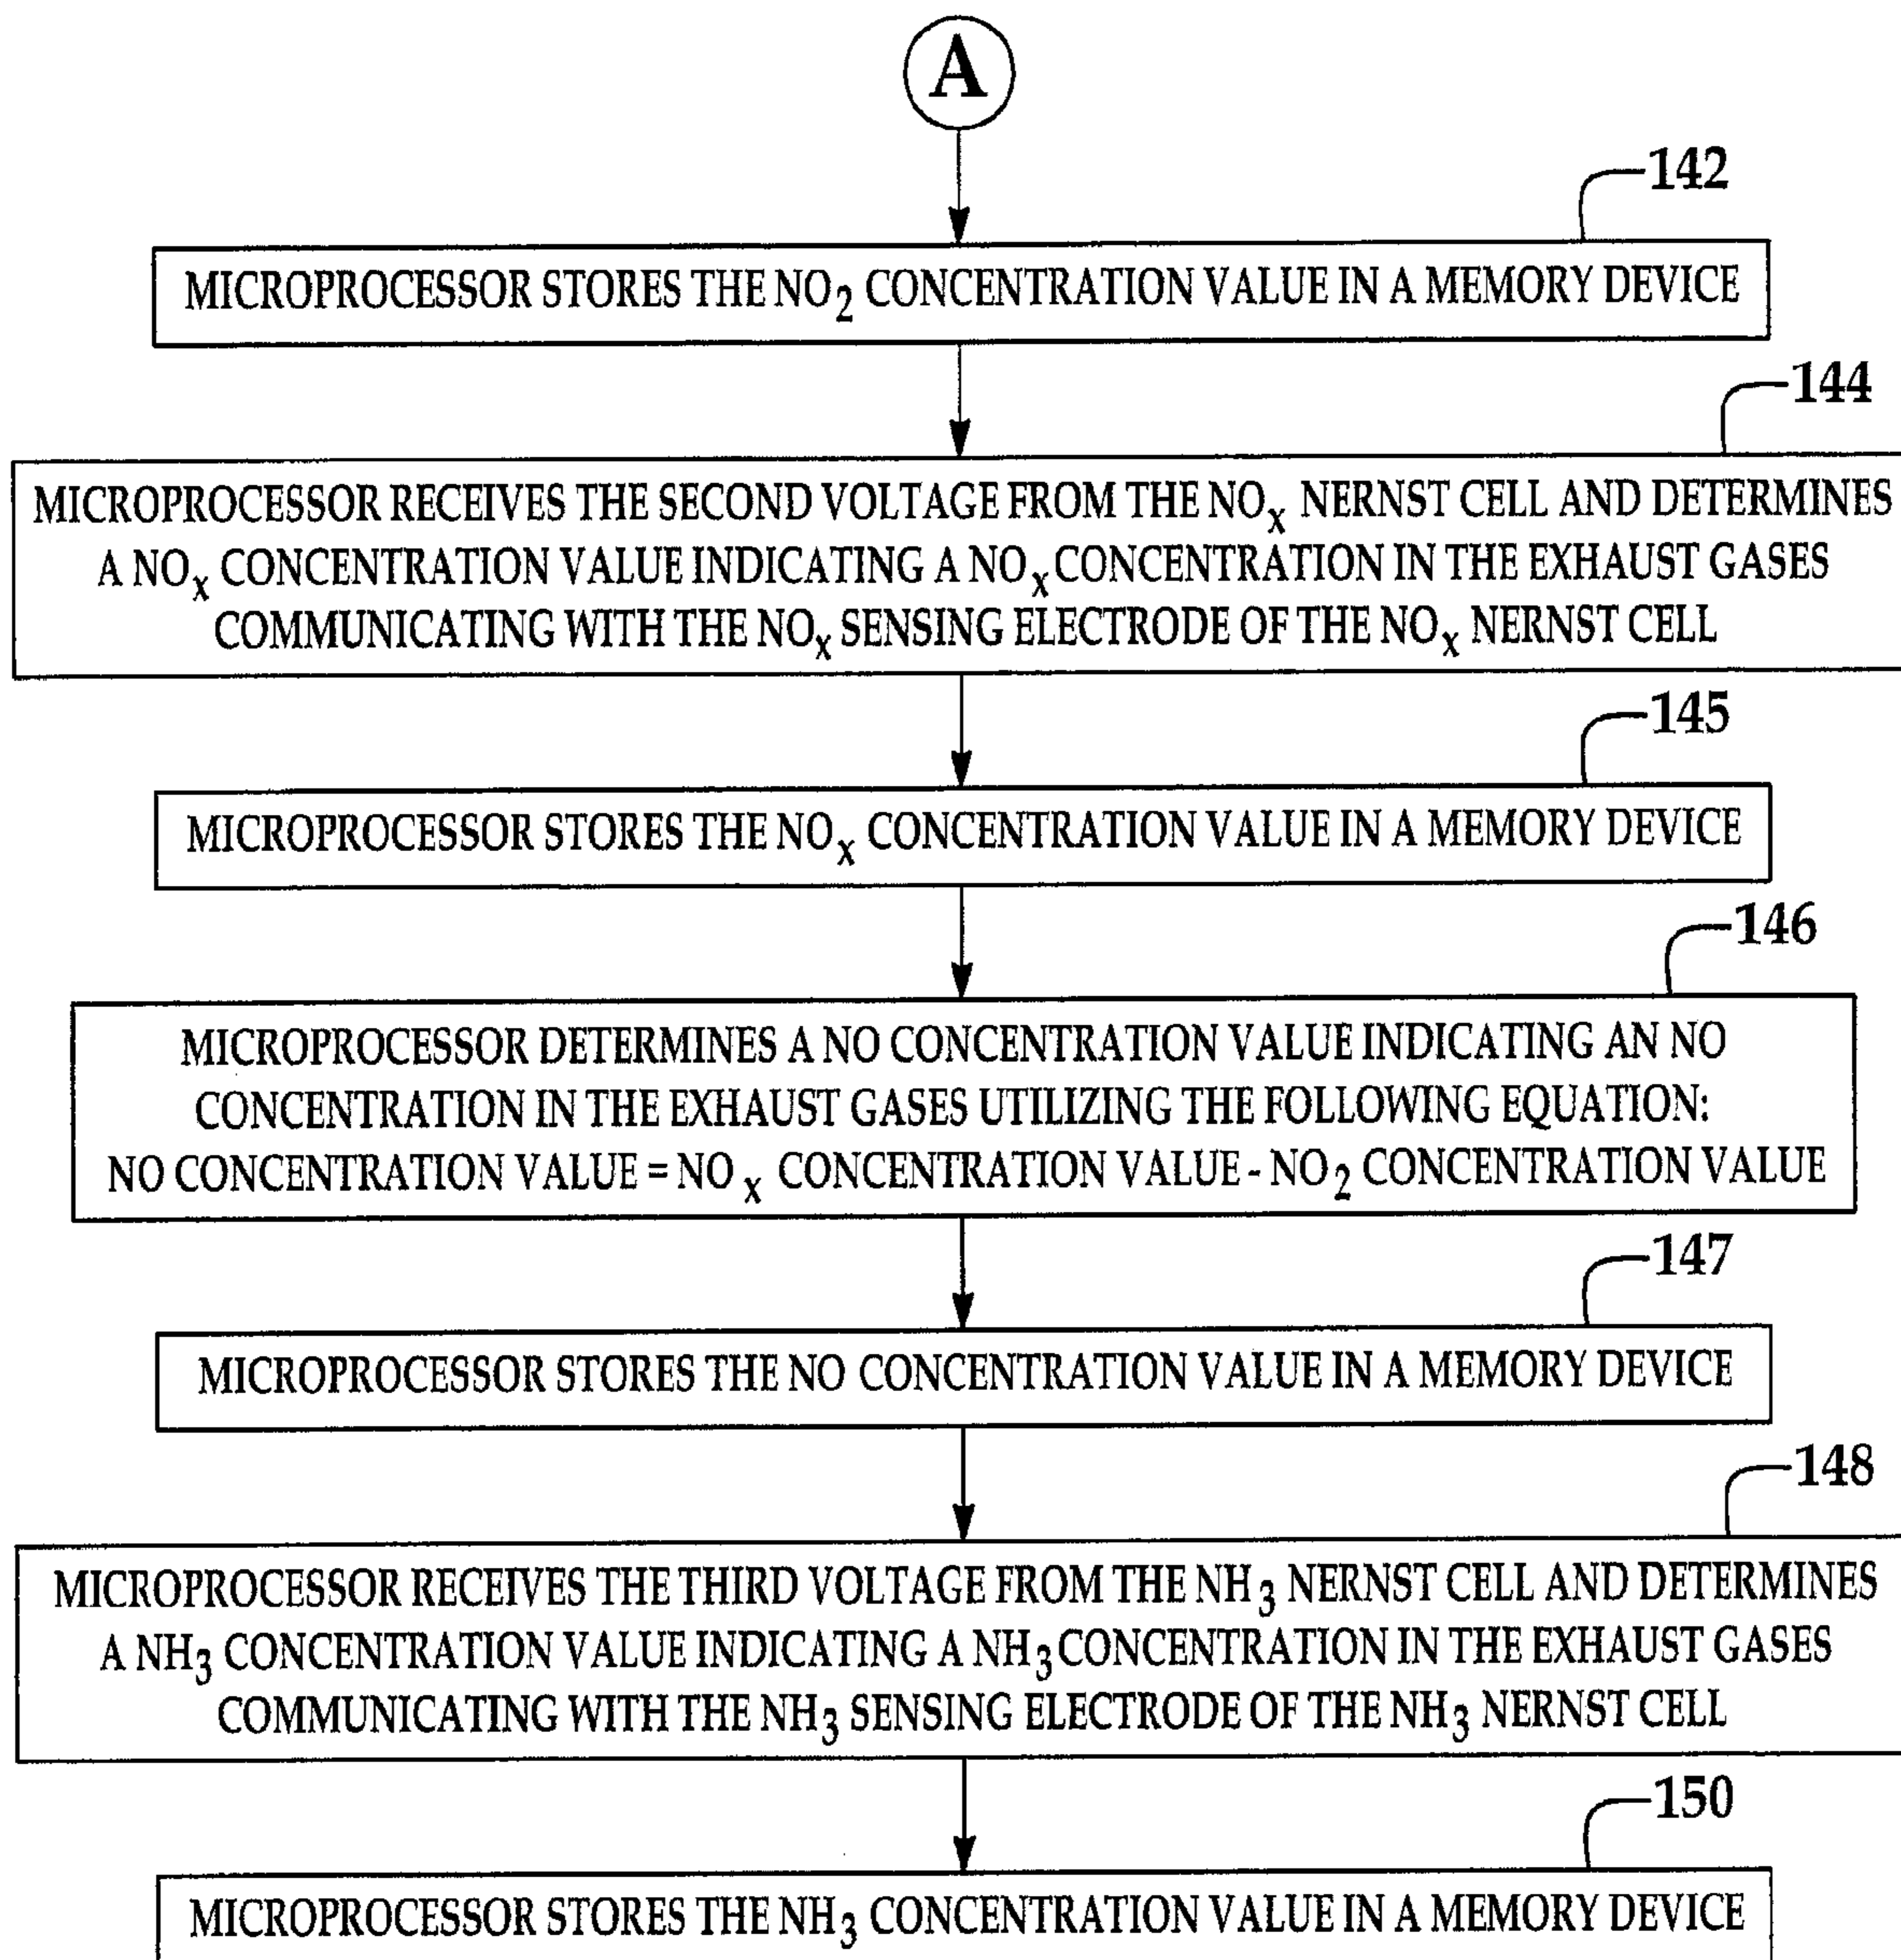 A
142
MICROPROCESSOR STORES THE NO₂ CONCENTRATION VALUE IN A MEMORY DEVICE
144
MICROPROCESSOR RECEIVES THE SECOND VOLTAGE FROM THE NOₓ NERNST CELL AND DETERMINES
A NOₓ CONCENTRATION VALUE INDICATING A NOₓ CONCENTRATION IN THE EXHAUST GASES
COMMUNICATING WITH THE NOₓ SENSING ELECTRODE OF THE NOₓ NERNST CELL
145
MICROPROCESSOR STORES THE NOₓ CONCENTRATION VALUE IN A MEMORY DEVICE
146
MICROPROCESSOR DETERMINES A NO CONCENTRATION VALUE INDICATING AN NO
CONCENTRATION IN THE EXHAUST GASES UTILIZING THE FOLLOWING EQUATION:
NO CONCENTRATION VALUE = NOₓ CONCENTRATION VALUE - NO₂ CONCENTRATION VALUE
147
MICROPROCESSOR STORES THE NO CONCENTRATION VALUE IN A MEMORY DEVICE
148
MICROPROCESSOR RECEIVES THE THIRD VOLTAGE FROM THE NH₃ NERNST CELL AND DETERMINES
A NH₃ CONCENTRATION VALUE INDICATING A NH₃ CONCENTRATION IN THE EXHAUST GASES
COMMUNICATING WITH THE NH₃ SENSING ELECTRODE OF THE NH₃ NERNST CELL
150
MICROPROCESSOR STORES THE NH₃ CONCENTRATION VALUE IN A MEMORY DEVICE